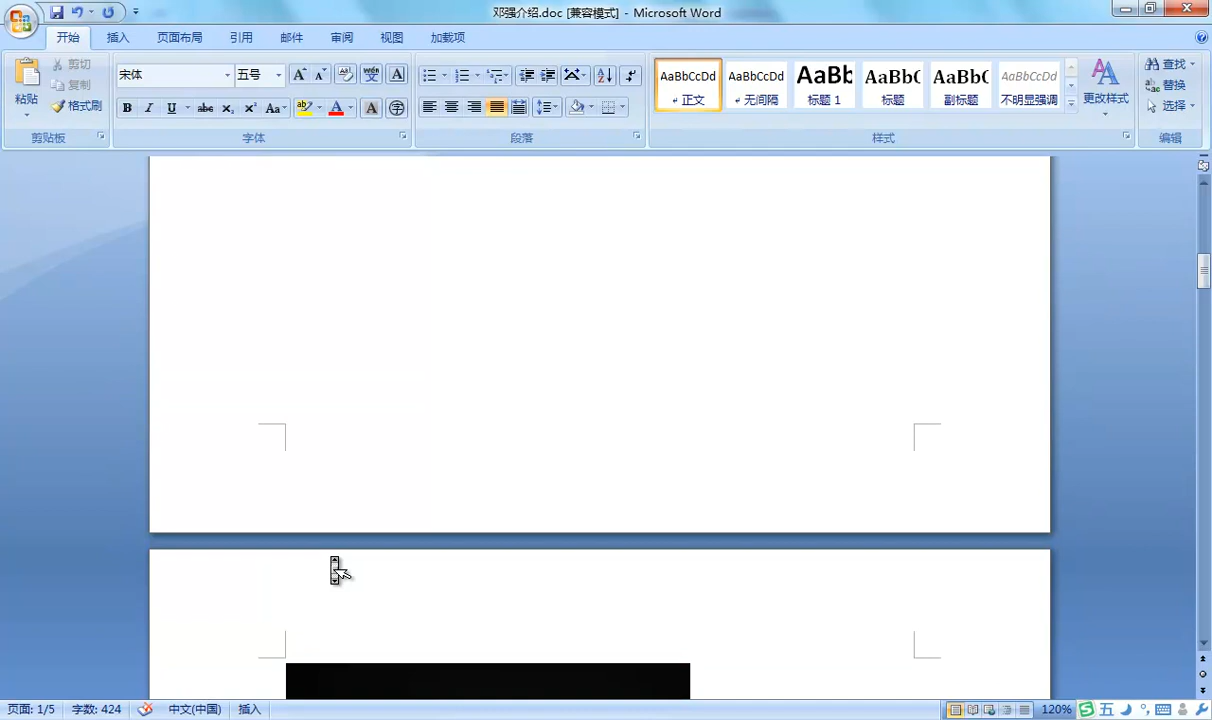 邓强介绍.doc [兼容模式] - Microsoft Word
开始 插入 页面布局 引用 邮件 审阅 视图 加载项
粘贴
剪切
复制
格式刷
剪贴板
宋体 五号
B I U abc x₂ x² Aa ab A A 字
A A wén A
字体
段落
AaBbCcDd AaBbCcDd AaBb AaBbC AaBbC AaBbCcDd
正文 无间隔 标题 1 标题 副标题 不明显强调
更改样式
样式
查找
替换
选择
编辑
页面: 1/5 字数: 424 中文(中国) 插入 120% 五